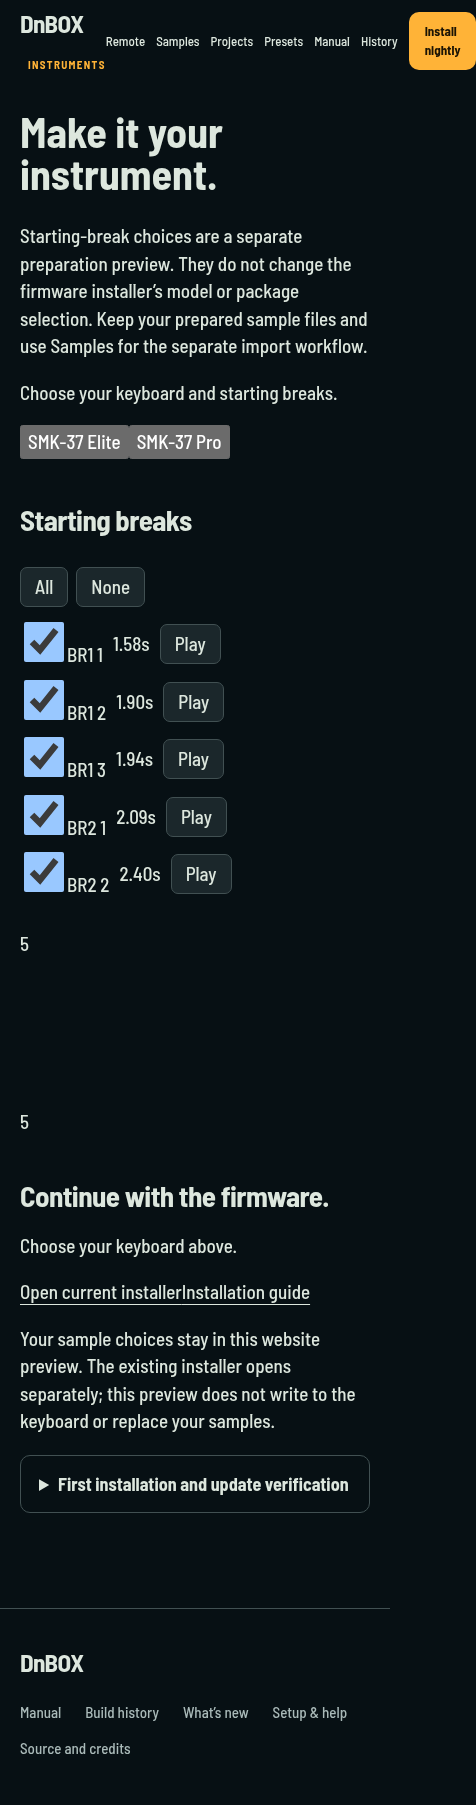 DnBOX
INSTRUMENTS
Remote Samples Projects Presets Manual History
Install
nightly
Make it your
instrument.
Starting-break choices are a separate
preparation preview. They do not change the
firmware installer’s model or package
selection. Keep your prepared sample files and
use Samples for the separate import workflow.
Choose your keyboard and starting breaks.
SMK-37 Elite SMK-37 Pro
Starting breaks
All None
BR1 1 1.58s Play
BR1 2 1.90s Play
BR1 3 1.94s Play
BR2 1 2.09s Play
BR2 2 2.40s Play
5
5
Continue with the firmware.
Choose your keyboard above.
Open current installerInstallation guide
Your sample choices stay in this website
preview. The existing installer opens
separately; this preview does not write to the
keyboard or replace your samples.
First installation and update verification
DnBOX
Manual Build history What’s new Setup & help
Source and credits